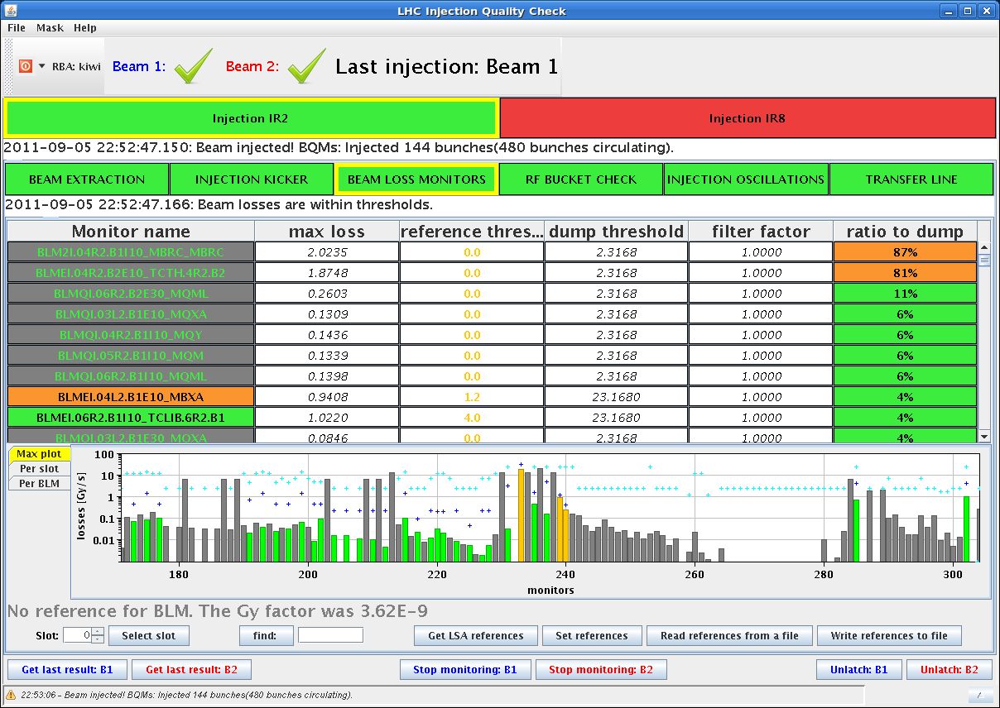 LHC Injection Quality Check
File Mask Help
RBA: kiwi Beam 1: Beam 2: Last injection: Beam 1
Injection IR2 Injection IR8
2011-09-05 22:52:47.150: Beam injected! BQMs: Injected 144 bunches(480 bunches circulating).
BEAM EXTRACTION INJECTION KICKER BEAM LOSS MONITORS RF BUCKET CHECK INJECTION OSCILLATIONS TRANSFER LINE
2011-09-05 22:52:47.166: Beam losses are within thresholds.
Monitor name max loss reference thres... dump threshold filter factor ratio to dump
BLM2I.04R2.B1I10_MBRC_MBRC 2.0235 0.0 2.3168 1.0000 87%
BLMEI.04R2.B2E10_TCTH.4R2.B2 1.8748 0.0 2.3168 1.0000 81%
BLMQI.06R2.B2E30_MQML 0.2603 0.0 2.3168 1.0000 11%
BLMQI.03L2.B1E10_MQXA 0.1309 0.0 2.3168 1.0000 6%
BLMQI.04R2.B1I10_MQY 0.1436 0.0 2.3168 1.0000 6%
BLMQI.05R2.B1I10_MQM 0.1339 0.0 2.3168 1.0000 6%
BLMQI.06R2.B1I10_MQML 0.1398 0.0 2.3168 1.0000 6%
BLMEI.04L2.B1E10_MBXA 0.9408 1.2 23.1680 1.0000 4%
BLMEI.06R2.B1I10_TCLIB.6R2.B1 1.0220 4.0 23.1680 1.0000 4%
BLMQI.03L2.B1E30_MQXA 0.0846 0.0 2.3168 1.0000 4%
Max plot
Per slot
Per BLM
losses [Gy/s]
100
10
1
0.1
0.01
180 200 220 240 260 280 300
monitors
No reference for BLM. The Gy factor was 3.62E-9
Slot: 0 Select slot find: Get LSA references Set references Read references from a file Write references to file
Get last result: B1 Get last result: B2 Stop monitoring: B1 Stop monitoring: B2 Unlatch: B1 Unlatch: B2
22:53:06 - Beam injected! BQMs: Injected 144 bunches(480 bunches circulating).